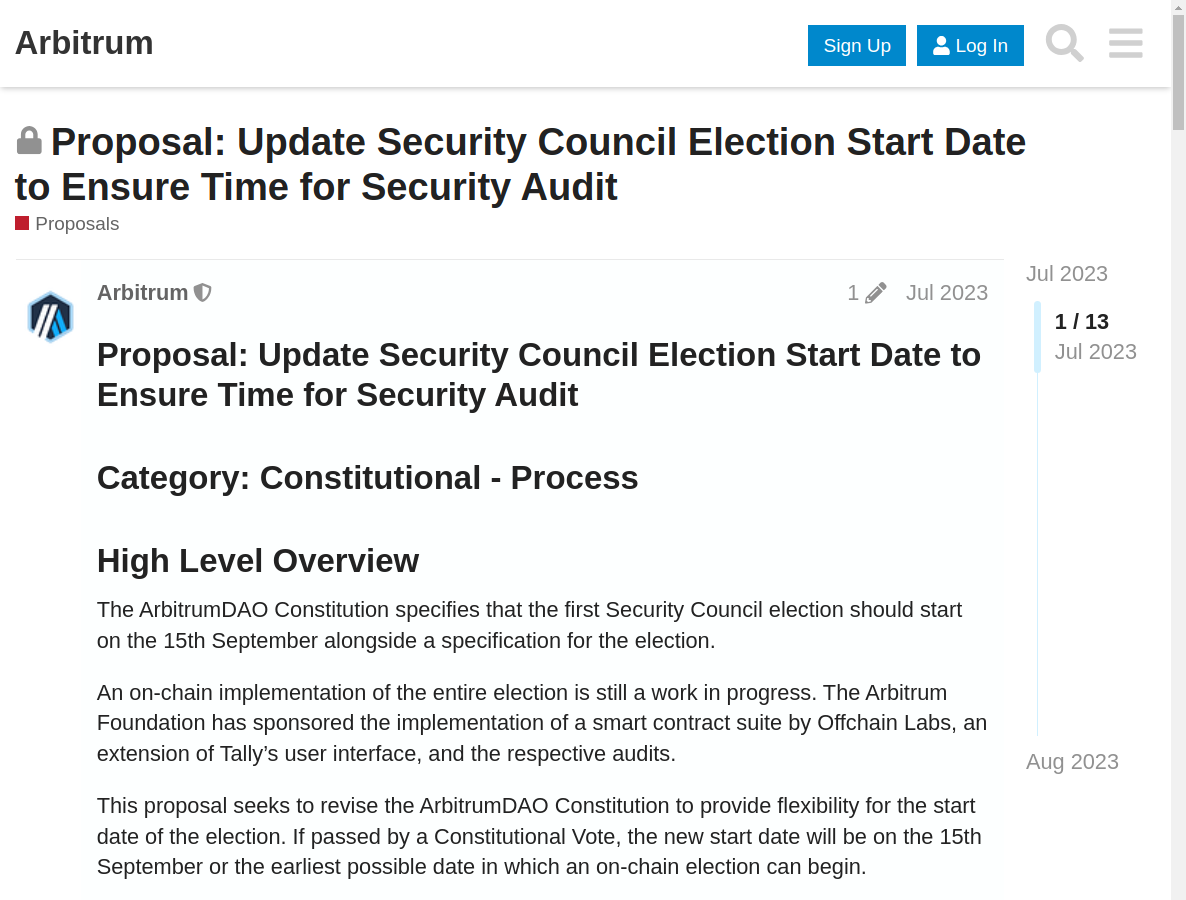 Arbitrum
Sign Up
Log In
Proposal: Update Security Council Election Start Date
to Ensure Time for Security Audit
Proposals
Arbitrum
1
Jul 2023
Jul 2023
1 / 13
Jul 2023
Proposal: Update Security Council Election Start Date to
Ensure Time for Security Audit
Category: Constitutional - Process
High Level Overview
The ArbitrumDAO Constitution specifies that the first Security Council election should start
on the 15th September alongside a specification for the election.
An on-chain implementation of the entire election is still a work in progress. The Arbitrum
Foundation has sponsored the implementation of a smart contract suite by Offchain Labs, an
extension of Tally’s user interface, and the respective audits.
Aug 2023
This proposal seeks to revise the ArbitrumDAO Constitution to provide flexibility for the start
date of the election. If passed by a Constitutional Vote, the new start date will be on the 15th
September or the earliest possible date in which an on-chain election can begin.